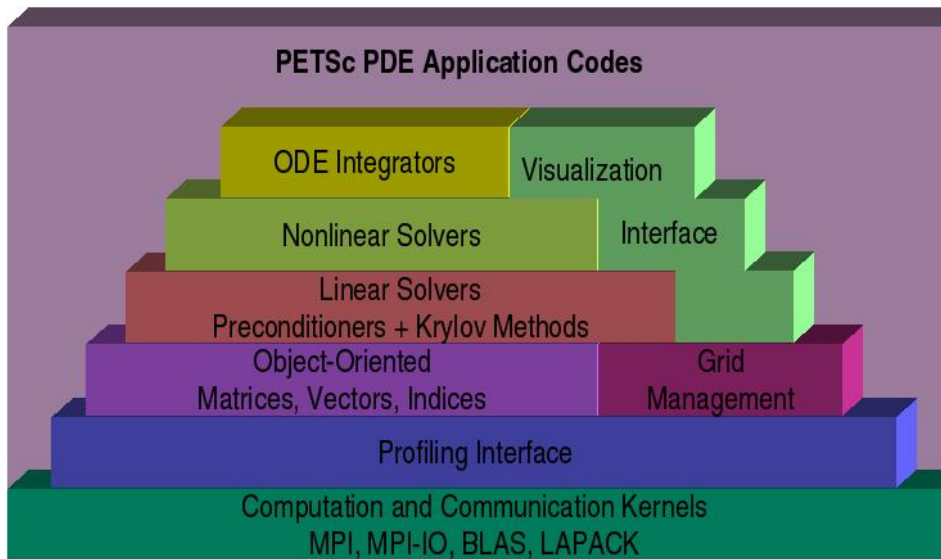 PETSc PDE Application Codes
ODE Integrators
Visualization
Nonlinear Solvers
Interface
Linear Solvers
Preconditioners + Krylov Methods
Object-Oriented
Matrices, Vectors, Indices
Grid
Management
Profiling Interface
Computation and Communication Kernels
MPI, MPI-IO, BLAS, LAPACK